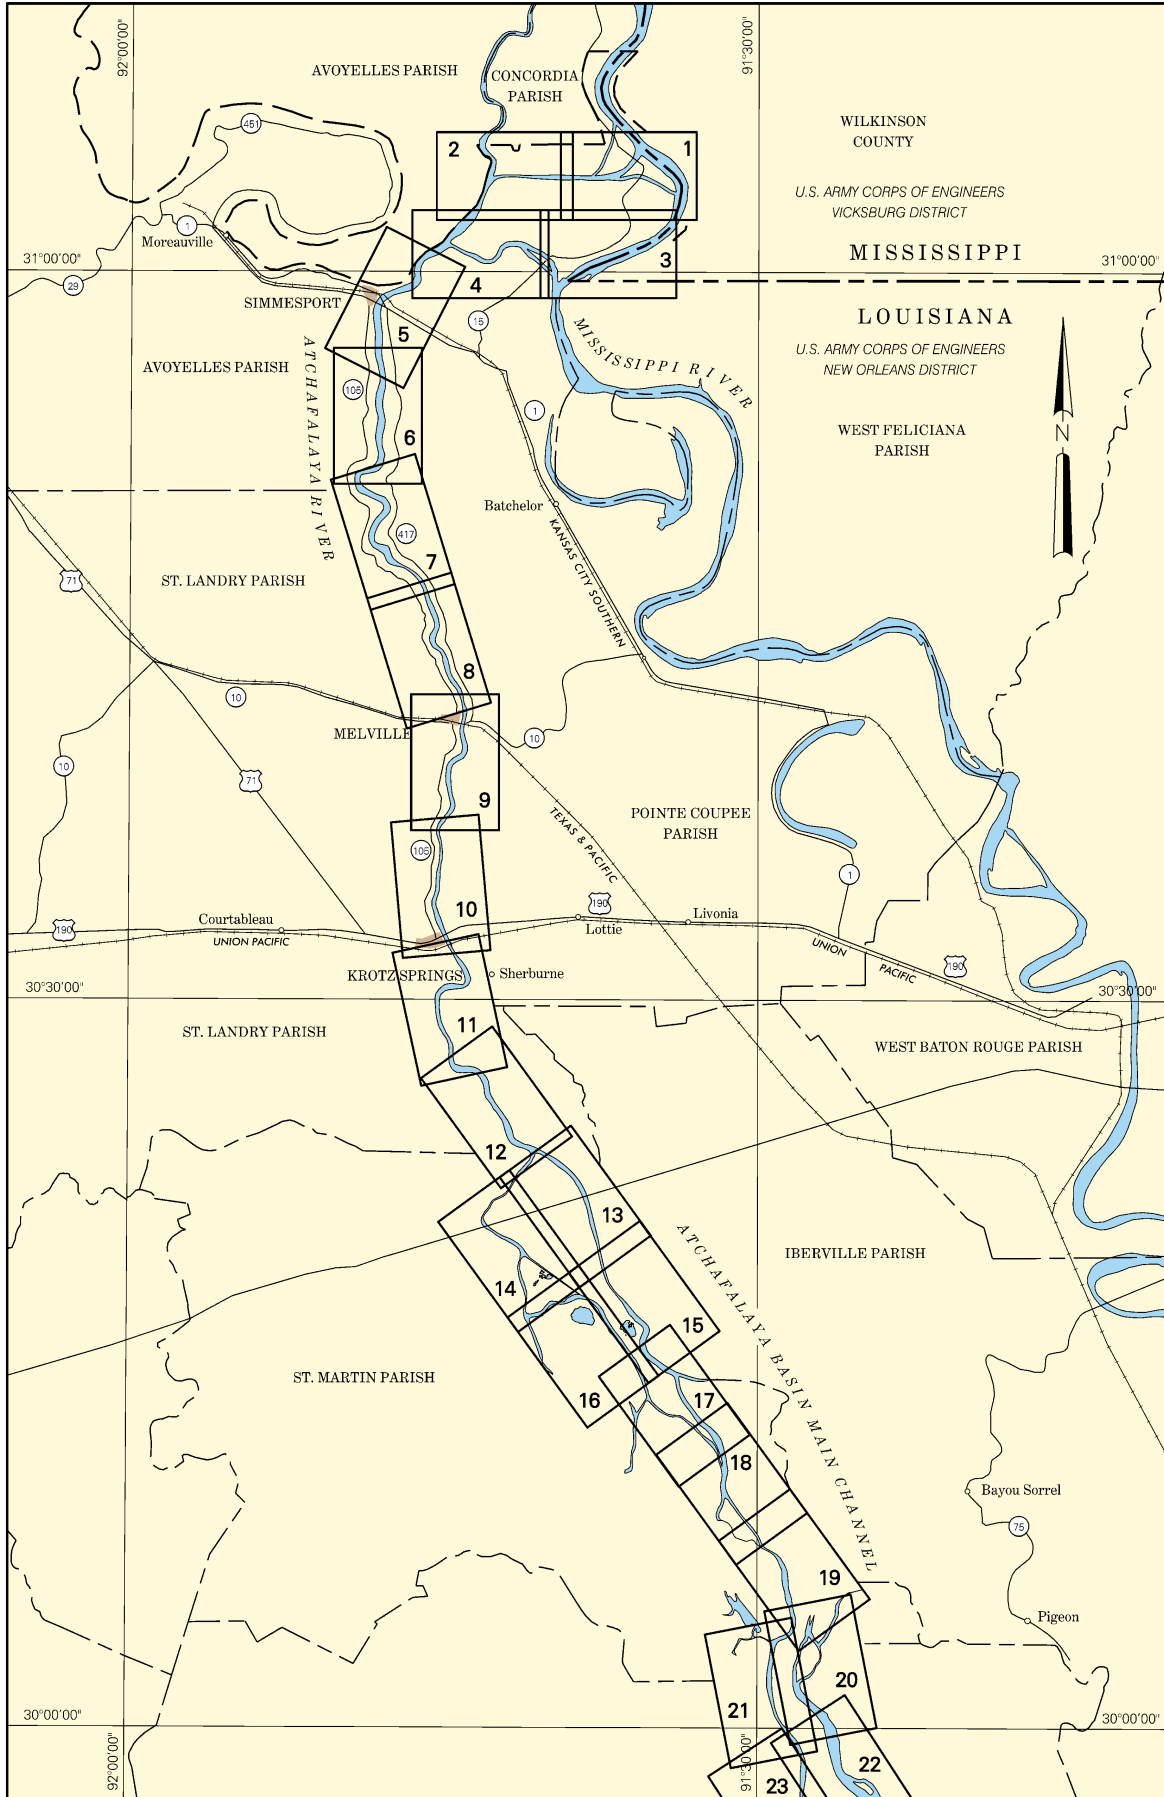 92°00'00"
91°30'00"
AVOYELLES PARISH
CONCORDIA
PARISH
WILKINSON
COUNTY
451
2
1
U.S. ARMY CORPS OF ENGINEERS
VICKSBURG DISTRICT
1
Moreauville
MISSISSIPPI
31°00'00"
3
31°00'00"
29
4
SIMMESPORT
LOUISIANA
15
5
MISSISSIPPI RIVER
U.S. ARMY CORPS OF ENGINEERS
NEW ORLEANS DISTRICT
AVOYELLES PARISH
ATCHAFALAYA RIVER
105
1
N
6
WEST FELICIANA
PARISH
Batchelor
417
KANSAS CITY SOUTHERN
7
71
ST. LANDRY PARISH
8
10
MELVILLE
10
10
71
9
TEXAS & PACIFIC
POINTE COUPEE
PARISH
105
1
10
190
Courtableau
190
Livonia
Lottie
UNION PACIFIC
UNION
PACIFIC
190
KROTZ SPRINGS
Sherburne
30°30'00"
30°30'00"
11
ST. LANDRY PARISH
WEST BATON ROUGE PARISH
12
13
ATCHAFALAYA BASIN MAIN CHANNEL
IBERVILLE PARISH
14
15
ST. MARTIN PARISH
16
17
18
Bayou Sorrel
75
19
Pigeon
20
21
30°00'00"
30°00'00"
92°00'00"
91°30'00"
22
23